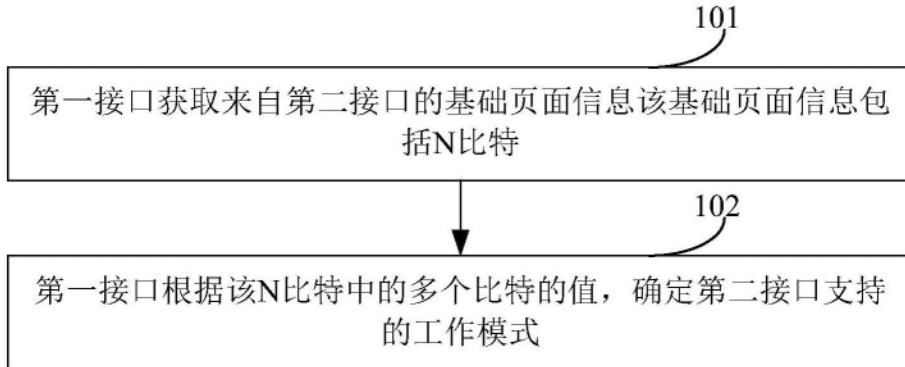 101
第一接口获取来自第二接口的基础页面信息该基础页面信息包
括N比特
102
第一接口根据该N比特中的多个比特的值，确定第二接口支持
的工作模式